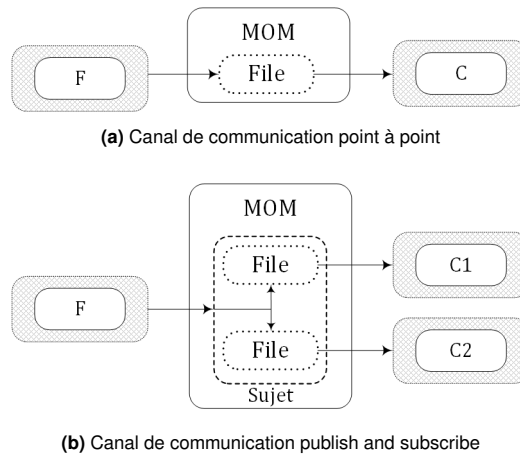 MOM
F
File
C
(a) Canal de communication point à point
MOM
File
C1
F
File
C2
Sujet
(b) Canal de communication publish and subscribe